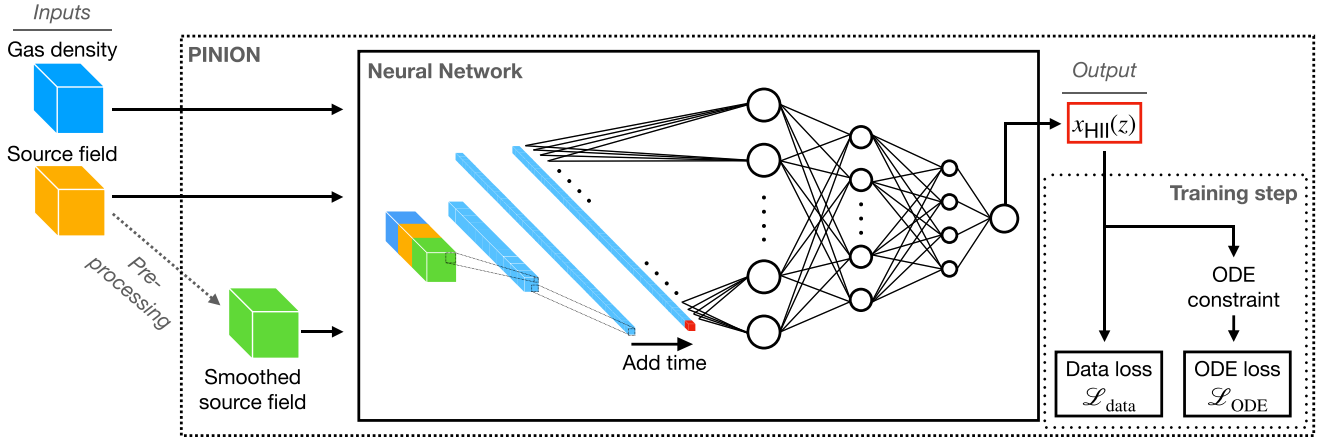 Inputs
Gas density
Source field
Pre-
processing
Smoothed
source field
PINION
Neural Network
Add time
Output
x_HII(z)
Training step
ODE
constraint
Data loss
ℒ_data
ODE loss
ℒ_ODE